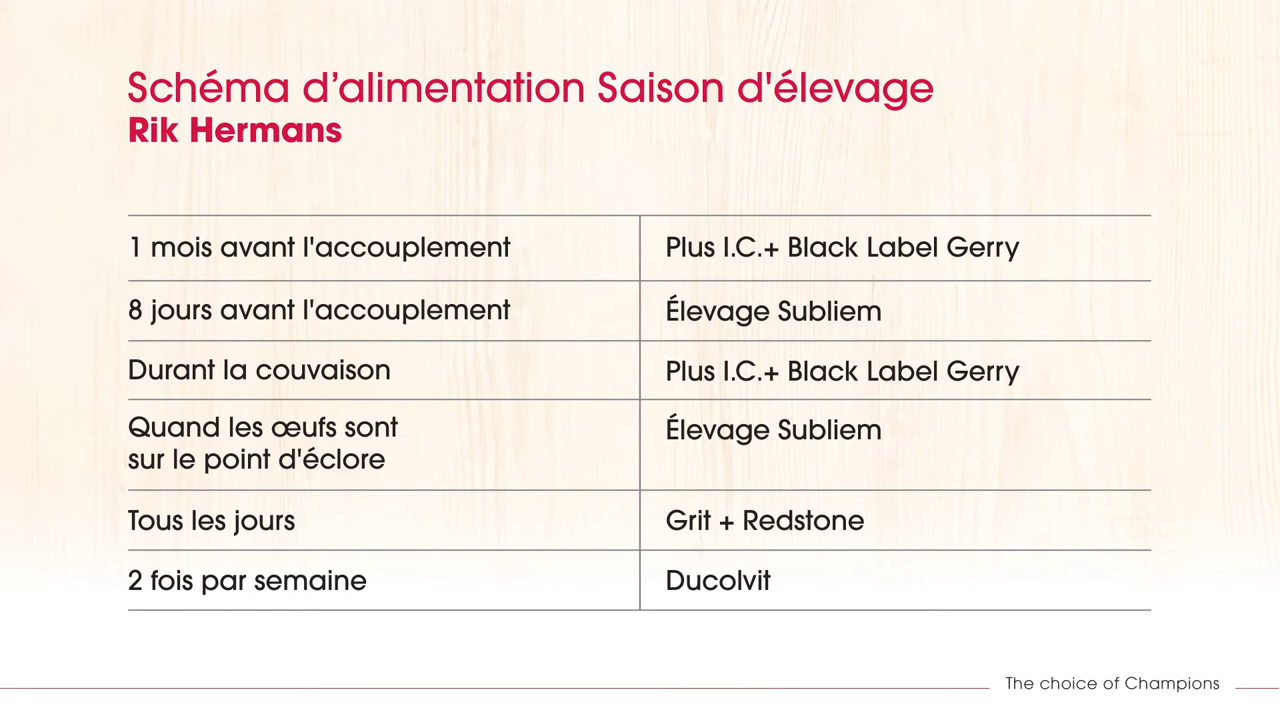 Schéma d’alimentation Saison d'élevage
Rik Hermans
1 mois avant l'accouplement
Plus I.C.+ Black Label Gerry
8 jours avant l'accouplement
Élevage Subliem
Durant la couvaison
Plus I.C.+ Black Label Gerry
Quand les œufs sont
sur le point d'éclore
Élevage Subliem
Tous les jours
Grit + Redstone
2 fois par semaine
Ducolvit
The choice of Champions